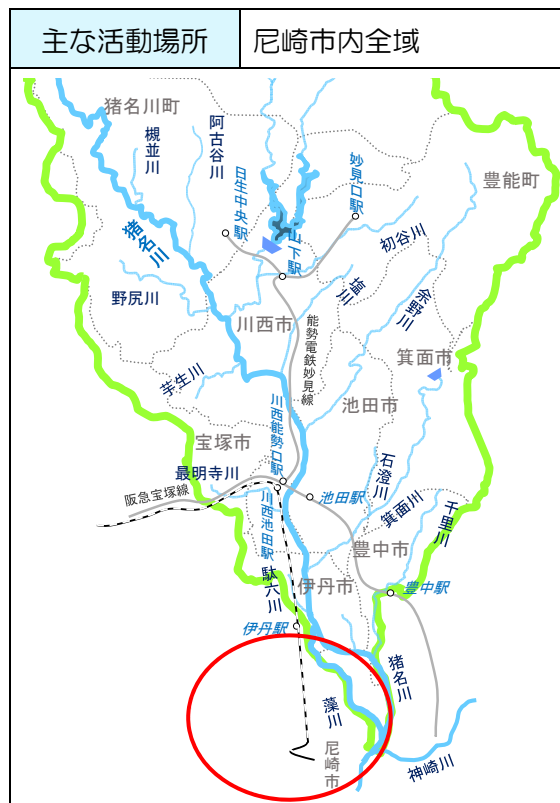 主な活動場所
尼崎市内全域
猪名川町
槻並川
阿古谷川
日生中央駅
妙見口駅
豊能町
猪名川
山下駅
初谷川
野尻川
塩川
余野川
川西市
能勢電鉄妙見線
箕面市
芋生川
池田市
宝塚市
川西能勢口駅
最明寺川
石澄川
阪急宝塚線
池田駅
川西池田駅
箕面川
千里川
豊中市
駄六川
伊丹市
豊中駅
伊丹駅
猪名川
藻川
尼崎市
神崎川